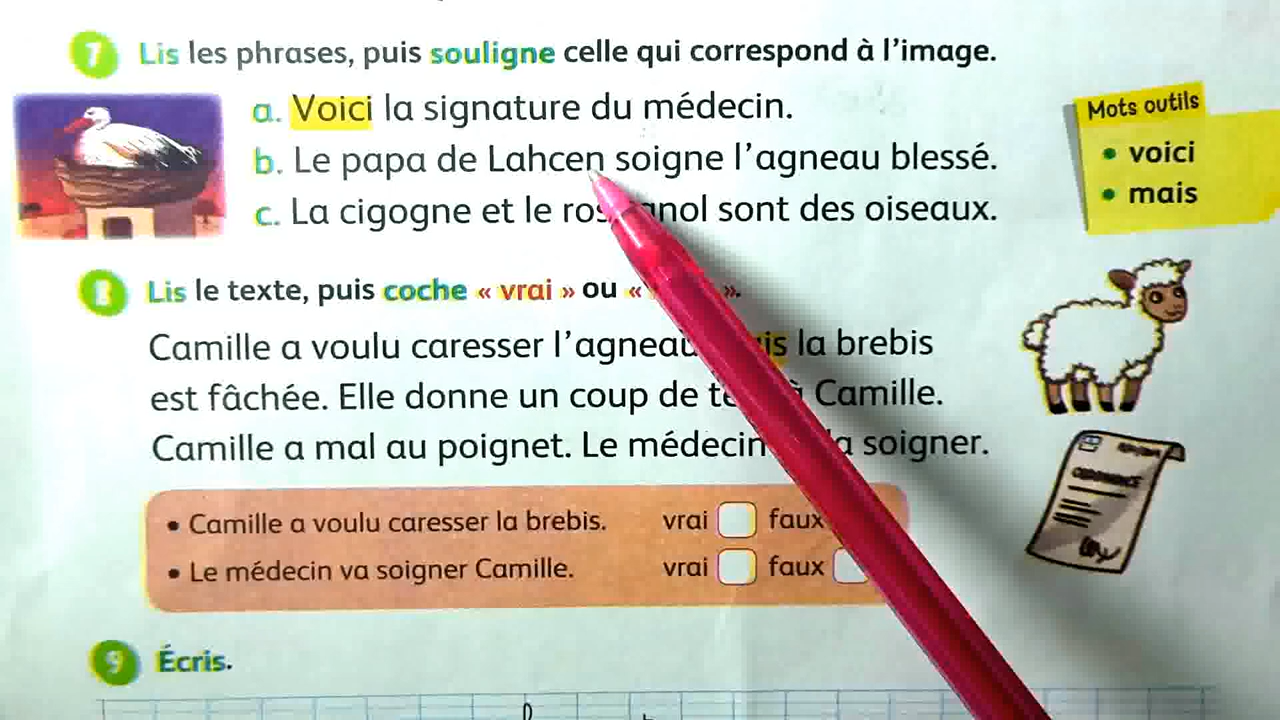 7 Lis les phrases, puis souligne celle qui correspond à l'image.
a. Voici la signature du médecin.
b. Le papa de Lahcen soigne l'agneau blessé.
c. La cigogne et le sont des oiseaux.
Mots outils
• voici
• mais
8 Lis le texte, puis coche « vrai » ou « ».
Camille a voulu caresser l'agneau la brebis
est fâchée. Elle donne un coup de à Camille.
Camille a mal au poignet. Le médecin soigner.
• Camille a voulu caresser la brebis. vrai faux
• Le médecin va soigner Camille. vrai faux
ORDONNANCE
9 Écris.